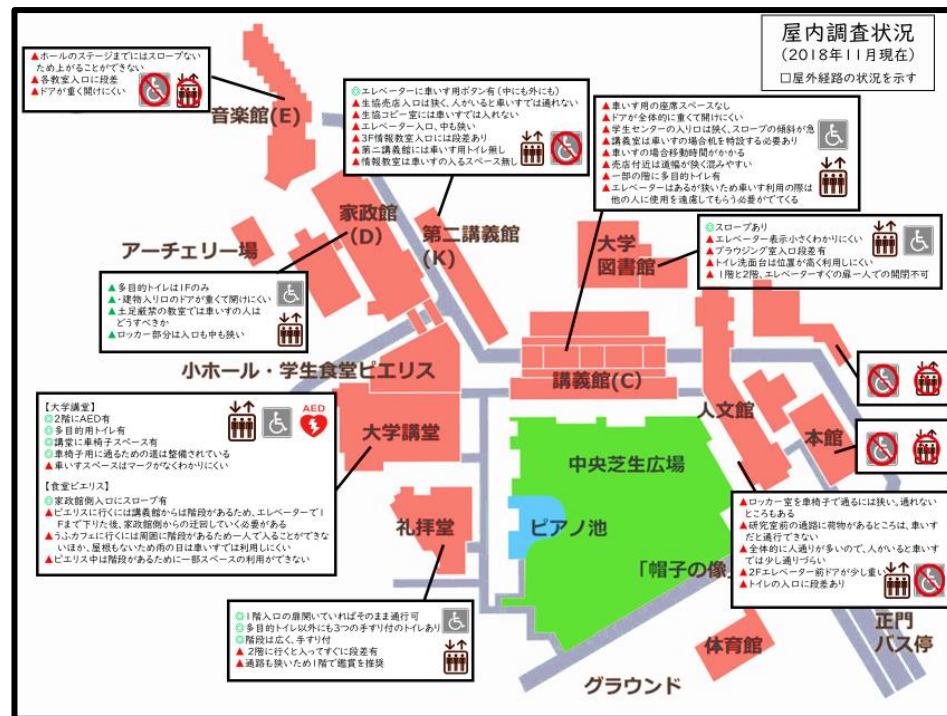 屋内調査状況
(2018年11月現在)
□屋外経路の状況を示す
▲ホールのステージまでにはスロープない
ため上がることができない
▲各教室入口に段差
▲ドアが重く開けにくい
音楽館(E)
◎エレベーターに車いす用ボタン有(中にも外にも)
▲生協売店入口は狭く、人がいると車いすでは通れない
▲生協コピー室には車いすでは入れない
▲エレベーター入口、中も狭い
▲3F情報教室入口には段差あり
▲第二講義館には車いす用トイレ無し
▲情報教室は車いすの入るスペース無し
▲車いす用の座席スペースなし
▲ドアが全体的に重くて開けにくい
▲学生センターの入り口は狭く、スロープの傾斜が急
▲講義室は車いすの場合机を特設する必要あり
▲車いすの場合移動時間がかかる
▲売店付近は道幅が狭く混みやすい
▲一部の階に多目的トイレ有
▲エレベーターはあるが狭いため車いす利用の際は
他の人に使用を遠慮してもらう必要がでてくる
家政館
(D)
アーチェリー場
第二講義館
(K)
大学
図書館
◎スロープあり
▲エレベーター表示小さくわかりにくい
▲ブラウジング室入口段差有
▲トイレ洗面台は位置が高く利用しにくい
▲1階と2階、エレベーターすぐの扉一人での開閉不可
▲多目的トイレは1Fのみ
▲・建物入り口のドアが重くて開けにくい
▲土足厳禁の教室では車いすの人は
どうすべきか
▲ロッカー部分は入口も中も狭い
小ホール・学生食堂ピエリス
講義館(C)
人文館
本館
【大学講堂】
◎2階にAED有
◎多目的用トイレ有
◎講堂に車椅子スペース有
◎車椅子用に通るための道は整備されている
▲車いすスペースはマークがなくわかりにくい
AED
【食堂ピエリス】
◎家政館側入口にスロープ有
▲ピエリスに行くには講義館からは階段があるため、エレベーターで1
Fまで下りた後、家政館側からの迂回していく必要がある
▲うふカフェに行くには周囲に階段があるため一人で入ることができな
いほか、屋根もないため雨の日は車いすでは利用しにくい
▲ピエリス中は階段があるために一部スペースの利用ができない
大学講堂
中央芝生広場
礼拝堂
ピアノ池
「帽子の像」
▲ロッカー室を車椅子で通るには狭い。通れない
ところもある
▲研究室前の通路に荷物があるところは、車いす
だと通行できない
▲全体的に人通りが多いので、人がいると車いす
では少し通りづらい
▲2Fエレベーター前ドアが少し重い
▲トイレの入口に段差あり
◎1階入口の扉開いていればそのまま通行可
◎多目的トイレ以外にも3つの手すり付のトイレあり
◎階段は広く、手すり付
▲2階に行くと入ってすぐに段差有
▲通路も狭いため1階で鑑賞を推奨
体育館
グラウンド
正門
バス停